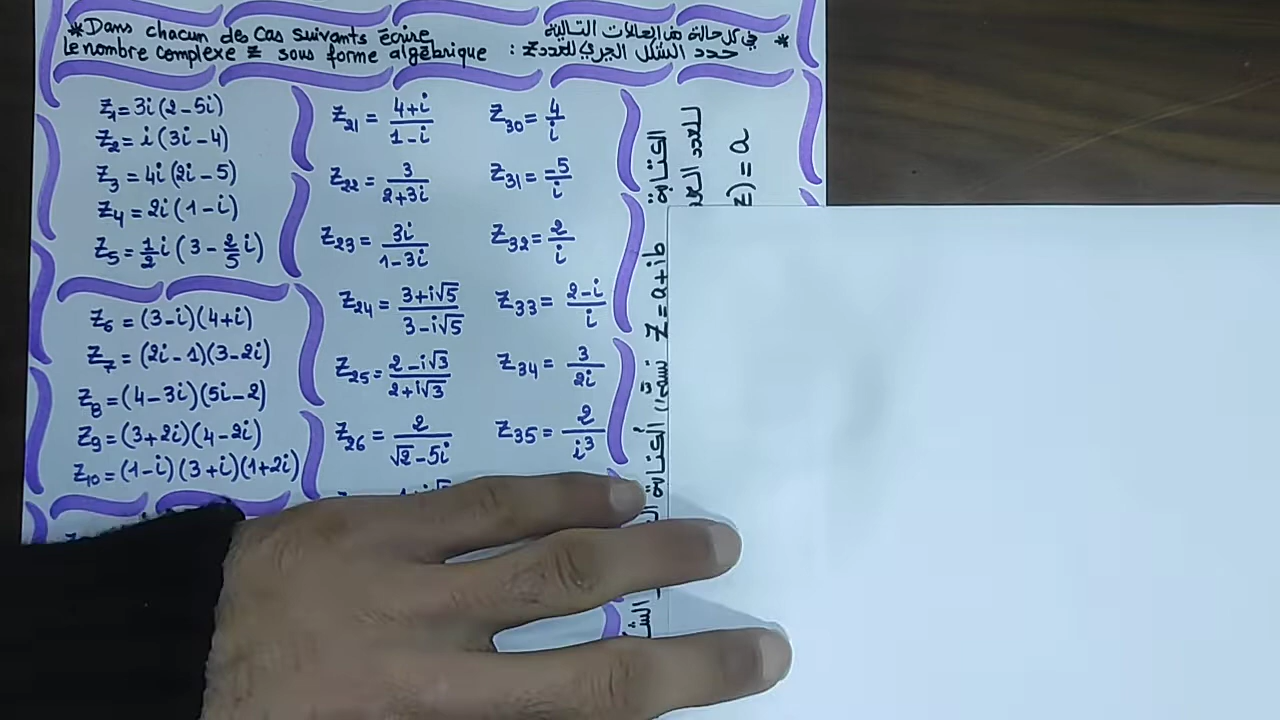 *Dans chacun des cas suivants écrire
le nombre complexe Z sous forme algébrique :
* في كل حالة من الحالات التالية
حدد الشكل الجبري للعدد Z :
Z₁ = 3i(2-5i)
Z₂ = i(3i-4)
Z₃ = 4i(2i-5)
Z₄ = 2i(1-i)
Z₅ = 1/2 i(3 - 2/5 i)
Z₆ = (3-i)(4+i)
Z₇ = (2i-1)(3-2i)
Z₈ = (4-3i)(5i-2)
Z₉ = (3+2i)(4-2i)
Z₁₀ = (1-i)(3+i)(1+2i)
Z₂₁ = (4+i)/(1-i)
Z₂₂ = 3/(2+3i)
Z₂₃ = 3i/(1-3i)
Z₂₄ = (3+i√5)/(3-i√5)
Z₂₅ = (2-i√3)/(2+i√3)
Z₂₆ = 2/(√2-5i)
Z₃₀ = 4/i
Z₃₁ = -5/i
Z₃₂ = 2/i
Z₃₃ = (2-i)/i
Z₃₄ = 3/2i
Z₃₅ = 2/i³
الكتابة Z = a+ib تسمى الكتابة
للعدد
z) = a